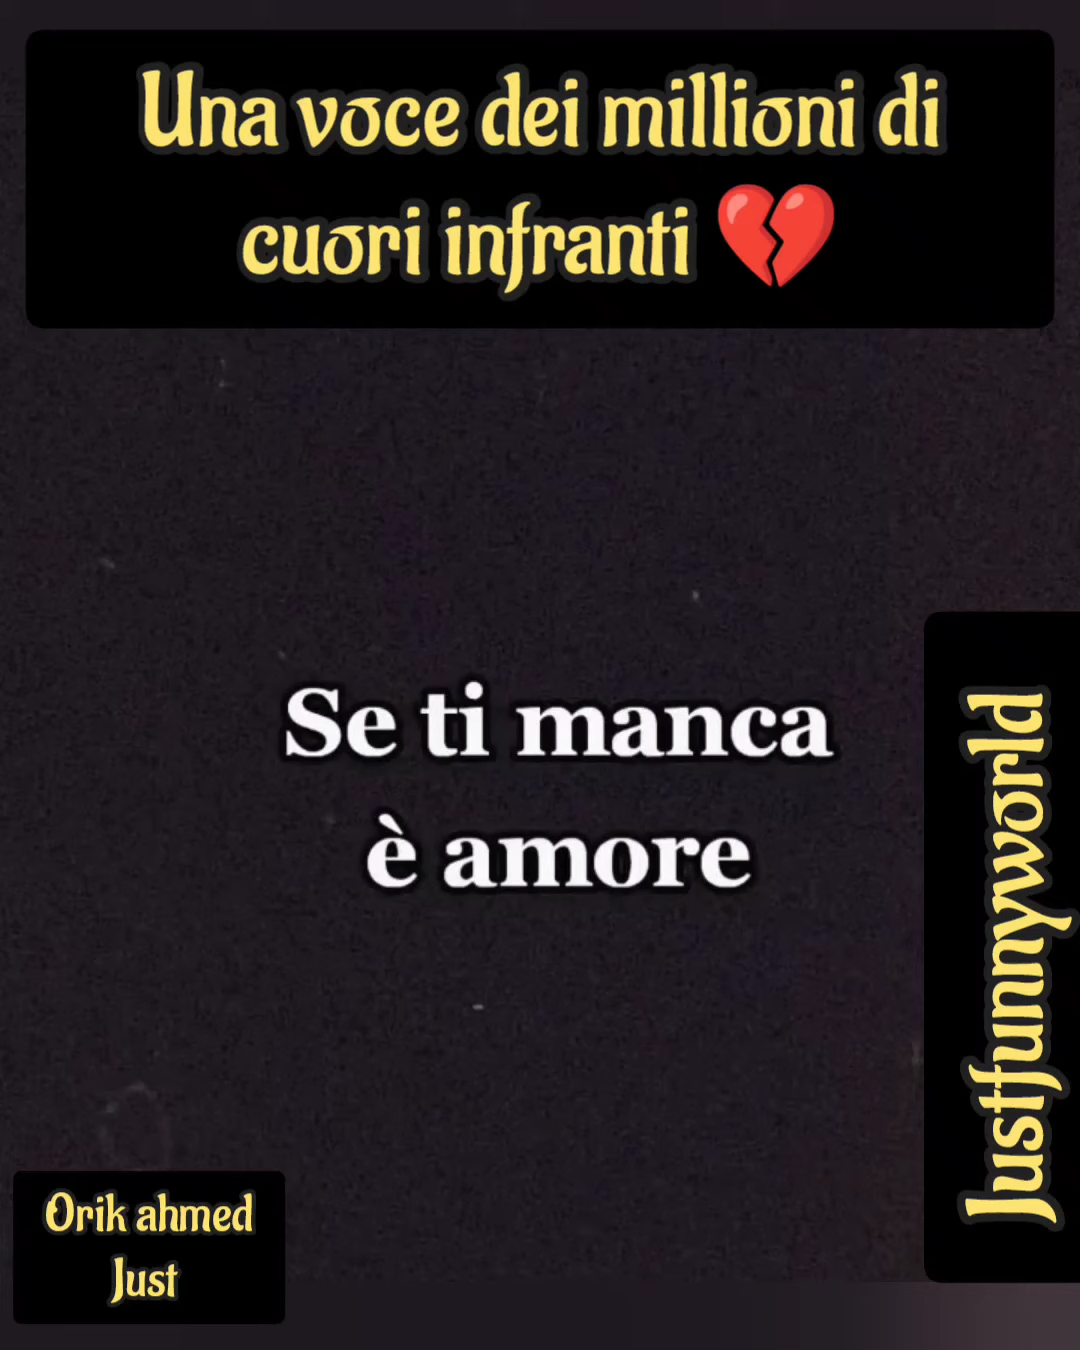 Una voce dei millioni di
cuori infranti 💔
Se ti manca
è amore
Justfunnyworld
Orik ahmed
Just